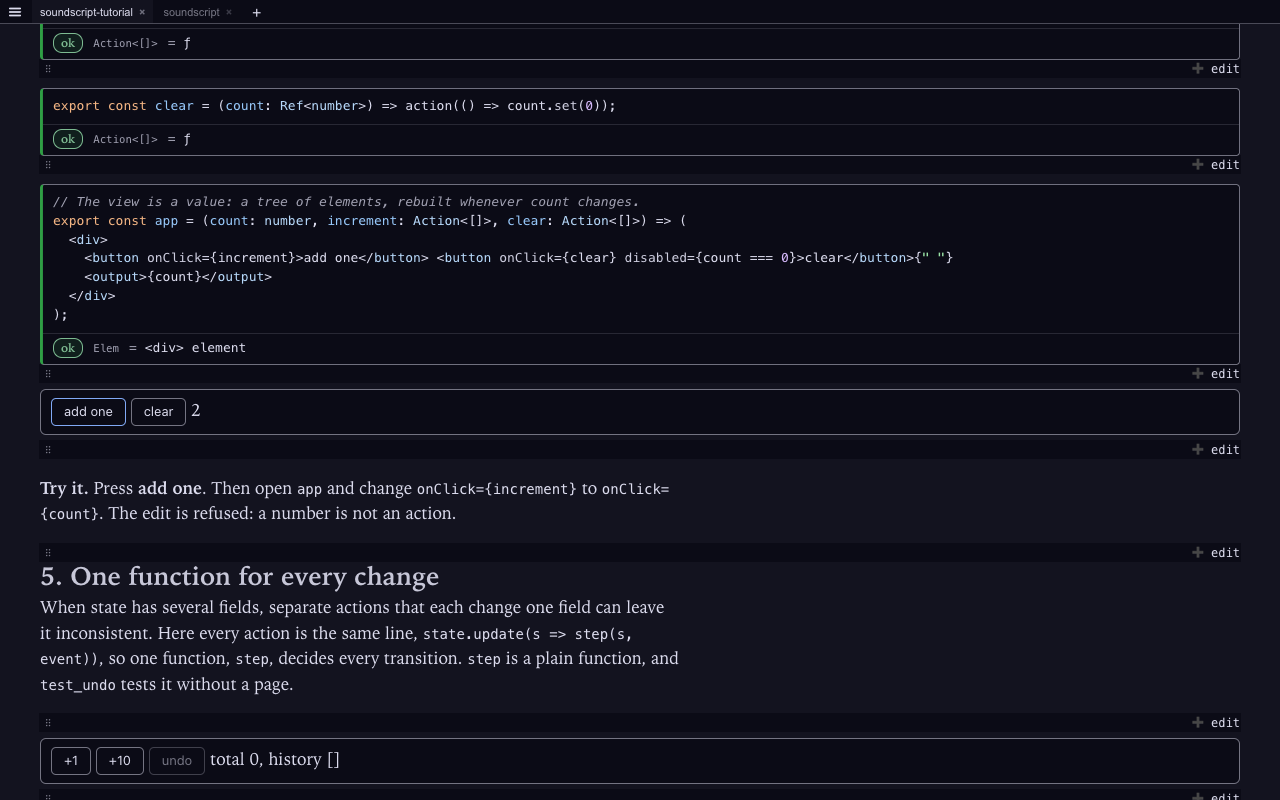 soundscript-tutorial × soundscript × +
ok Action<[]> = ƒ
+ edit
export const clear = (count: Ref<number>) => action(() => count.set(0));
ok Action<[]> = ƒ
+ edit
// The view is a value: a tree of elements, rebuilt whenever count changes.
export const app = (count: number, increment: Action<[]>, clear: Action<[]>) => (
  <div>
    <button onClick={increment}>add one</button> <button onClick={clear} disabled={count === 0}>clear</button>{" "}
    <output>{count}</output>
  </div>
);
ok Elem = <div> element
+ edit
add one clear 2
+ edit
Try it. Press add one. Then open app and change onClick={increment} to onClick=
{count}. The edit is refused: a number is not an action.
+ edit
5. One function for every change
When state has several fields, separate actions that each change one field can leave
it inconsistent. Here every action is the same line, state.update(s => step(s,
event)), so one function, step, decides every transition. step is a plain function, and
test_undo tests it without a page.
+ edit
+1 +10 undo total 0, history []
+ edit